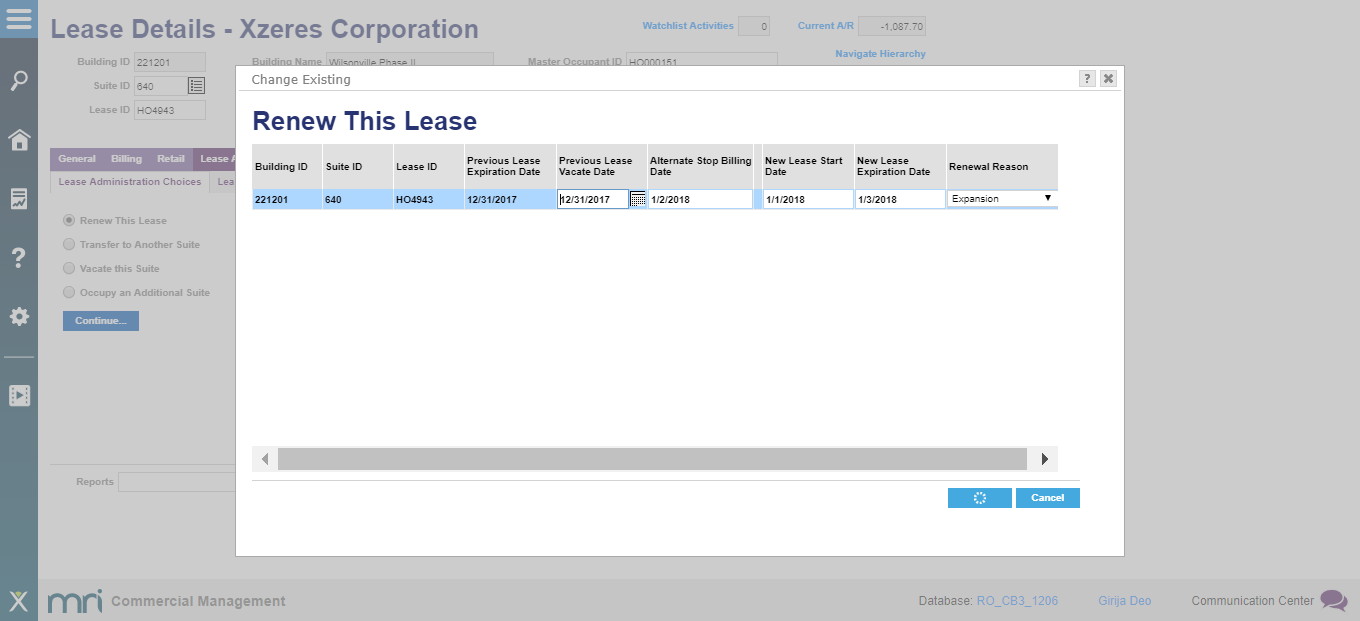 Lease Details - Xzeres Corporation
Watchlist Activities 0 Current A/R -1,087.70
Navigate Hierarchy
Building ID 221201 Building Name Wilsonville Phase II Master Occupant ID HO000151
Suite ID 640
Lease ID HO4943
General Billing Retail Lease A
Lease Administration Choices Lea
Renew This Lease
Transfer to Another Suite
Vacate this Suite
Occupy an Additional Suite
Continue...
Reports
Change Existing ?
Renew This Lease
Building ID Suite ID Lease ID Previous Lease Expiration Date Previous Lease Vacate Date Alternate Stop Billing Date New Lease Start Date New Lease Expiration Date Renewal Reason
221201 640 HO4943 12/31/2017 12/31/2017 1/2/2018 1/1/2018 1/3/2018 Expansion
Cancel
mri Commercial Management Database: RO_CB3_1206 Girija Deo Communication Center